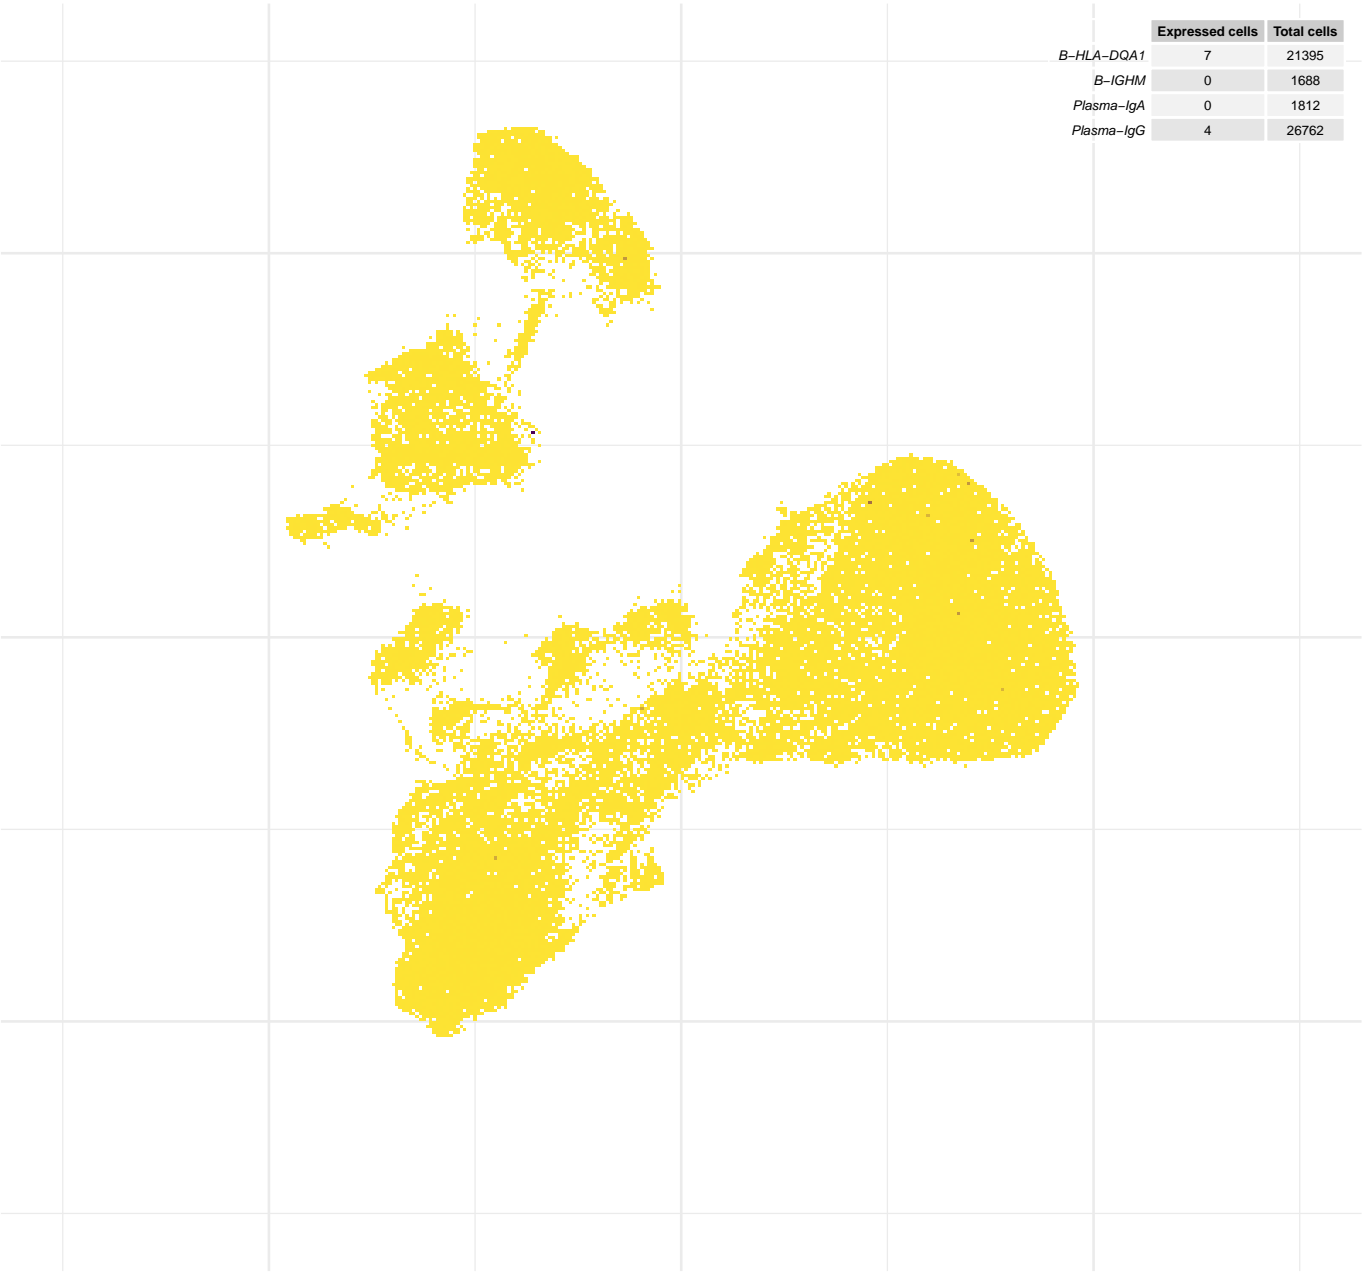 Expressed cells Total cells
B−HLA−DQA1 7 21395
B−IGHM 0 1688
Plasma−IgA 0 1812
Plasma−IgG 4 26762